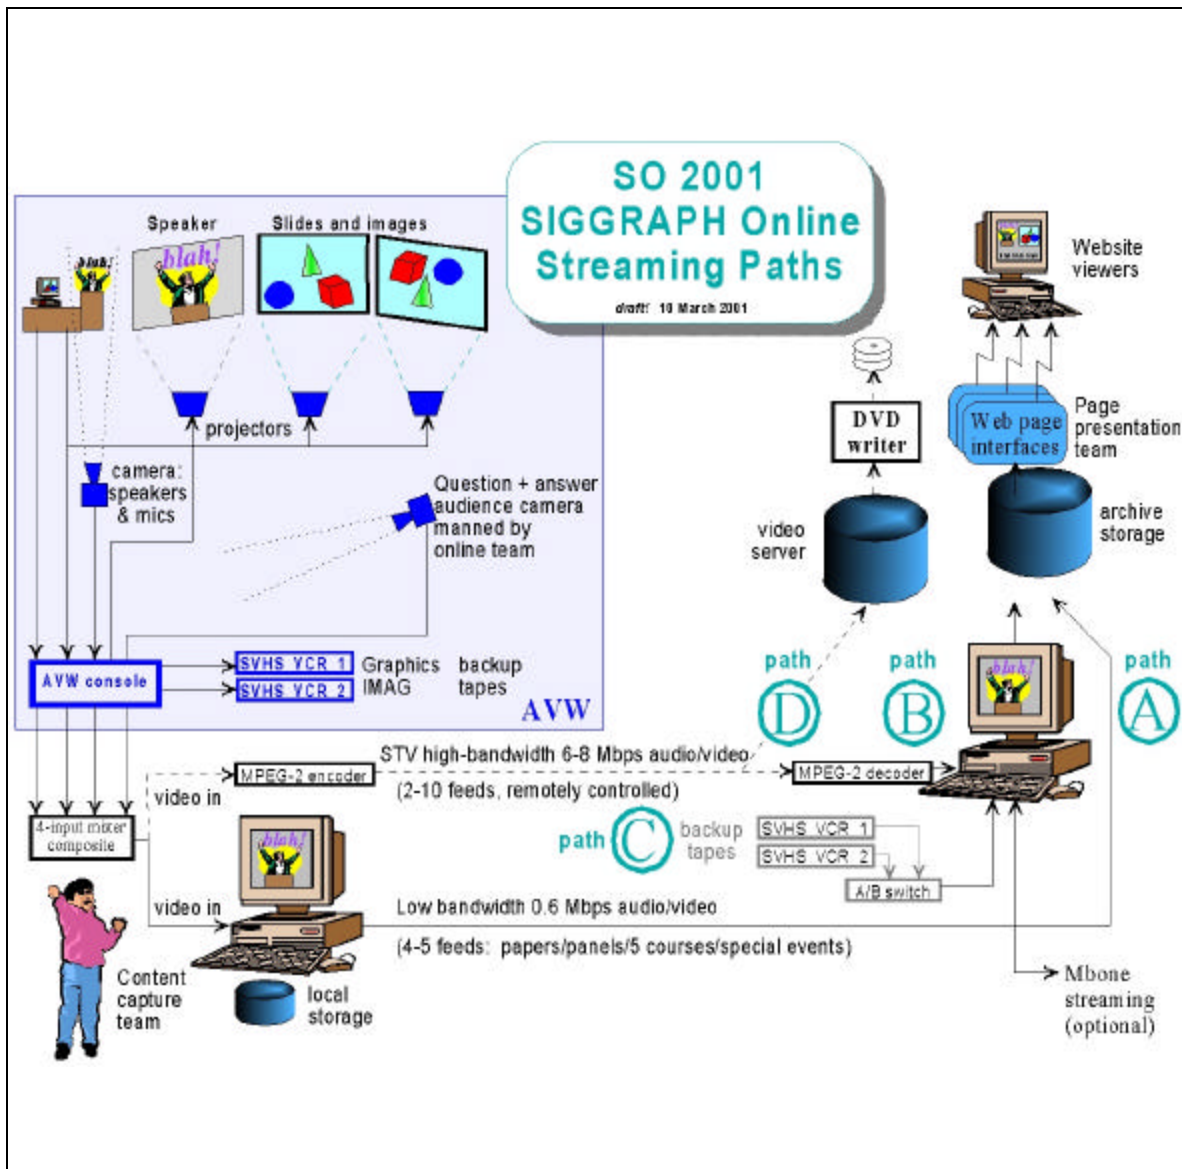 SO 2001
SIGGRAPH Online
Streaming Paths
draft! 10 March 2001
Speaker
Slides and images
blah!
blah!
projectors
camera:
speakers
& mics
Question + answer
audience camera
manned by
online team
AVW console
SVHS VCR 1
SVHS VCR 2
Graphics
IMAG
backup
tapes
AVW
Website
viewers
DVD
writer
Web page
interfaces
Page
presentation
team
video
server
archive
storage
path
D
path
B
path
A
blah!
STV high-bandwidth 6-8 Mbps audio/video
MPEG-2 encoder
MPEG-2 decoder
video in
(2-10 feeds, remotely controlled)
4-input mixer
composite
blah!
path
C
backup
tapes
SVHS VCR 1
SVHS VCR 2
A/B switch
video in
Low bandwidth 0.6 Mbps audio/video
(4-5 feeds: papers/panels/5 courses/special events)
Content
capture
team
local
storage
Mbone
streaming
(optional)